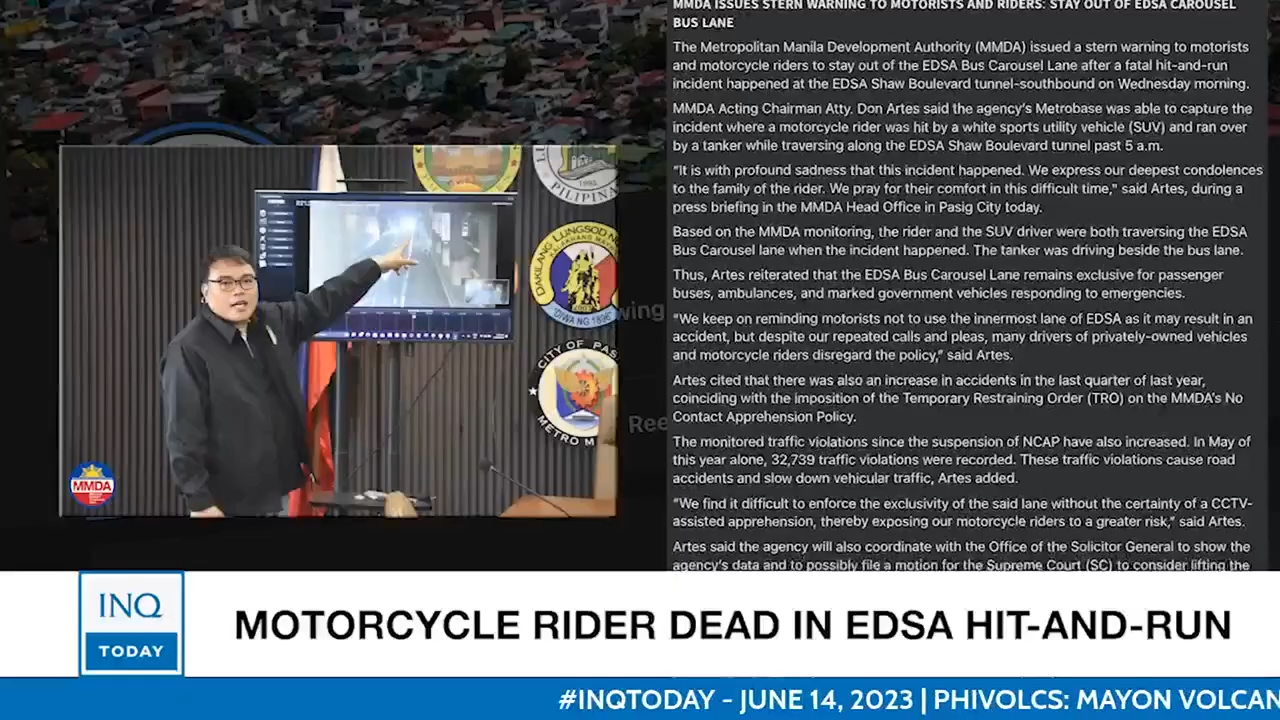 MMDA ISSUES STERN WARNING TO MOTORISTS AND RIDERS: STAY OUT OF EDSA CAROUSEL
BUS LANE
The Metropolitan Manila Development Authority (MMDA) issued a stern warning to motorists
and motorcycle riders to stay out of the EDSA Bus Carousel Lane after a fatal hit-and-run
incident happened at the EDSA Shaw Boulevard tunnel-southbound on Wednesday morning.
MMDA Acting Chairman Atty. Don Artes said the agency's Metrobase was able to capture the
incident where a motorcycle rider was hit by a white sports utility vehicle (SUV) and ran over
by a tanker while traversing along the EDSA Shaw Boulevard tunnel past 5 a.m.
“It is with profound sadness that this incident happened. We express our deepest condolences
to the family of the rider. We pray for their comfort in this difficult time,” said Artes, during a
press briefing in the MMDA Head Office in Pasig City today.
Based on the MMDA monitoring, the rider and the SUV driver were both traversing the EDSA
Bus Carousel lane when the incident happened. The tanker was driving beside the bus lane.
Thus, Artes reiterated that the EDSA Bus Carousel Lane remains exclusive for passenger
buses, ambulances, and marked government vehicles responding to emergencies.
“We keep on reminding motorists not to use the innermost lane of EDSA as it may result in an
accident, but despite our repeated calls and pleas, many drivers of privately-owned vehicles
and motorcycle riders disregard the policy,” said Artes.
Artes cited that there was also an increase in accidents in the last quarter of last year,
coinciding with the imposition of the Temporary Restraining Order (TRO) on the MMDA's No
Contact Apprehension Policy.
The monitored traffic violations since the suspension of NCAP have also increased. In May of
this year alone, 32,739 traffic violations were recorded. These traffic violations cause road
accidents and slow down vehicular traffic, Artes added.
“We find it difficult to enforce the exclusivity of the said lane without the certainty of a CCTV-
assisted apprehension, thereby exposing our motorcycle riders to a greater risk,” said Artes.
Artes said the agency will also coordinate with the Office of the Solicitor General to show the
agency's data and to possibly file a motion for the Supreme Court (SC) to consider lifting the
1992
PILIPINA
DAKILANG LUNGSOD NG
2007
"DIWA NG 1896"
wing
CITY OF PAS
METRO M
Ree
MMDA
INQ
TODAY
MOTORCYCLE RIDER DEAD IN EDSA HIT-AND-RUN
#INQTODAY - JUNE 14, 2023 | PHIVOLCS: MAYON VOLCAN